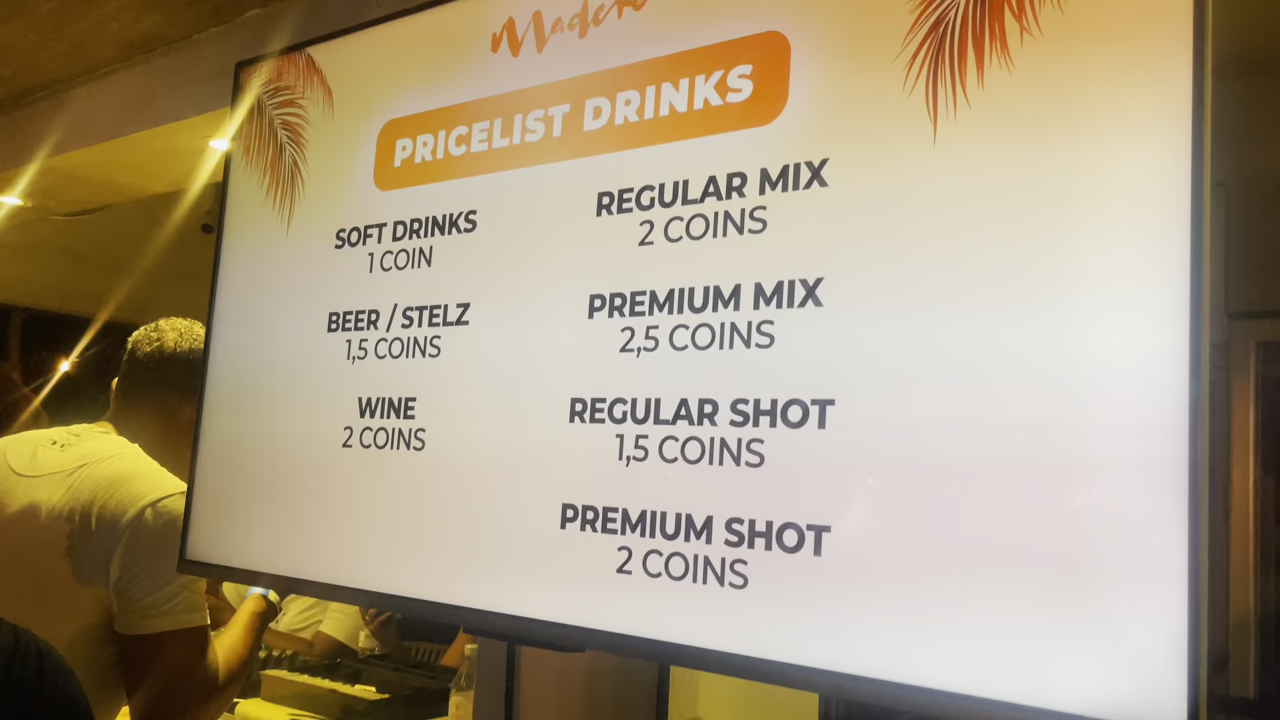 Madero
PRICELIST DRINKS
SOFT DRINKS
1 COIN
BEER / STELZ
1,5 COINS
WINE
2 COINS
REGULAR MIX
2 COINS
PREMIUM MIX
2,5 COINS
REGULAR SHOT
1,5 COINS
PREMIUM SHOT
2 COINS